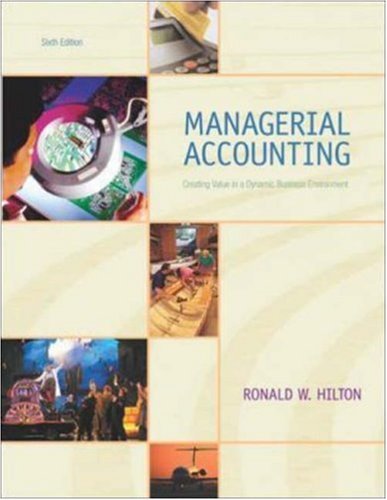 Sixth Edition
MANAGERIAL
ACCOUNTING
Creating Value in a Dynamic Business Environment
RONALD W. HILTON